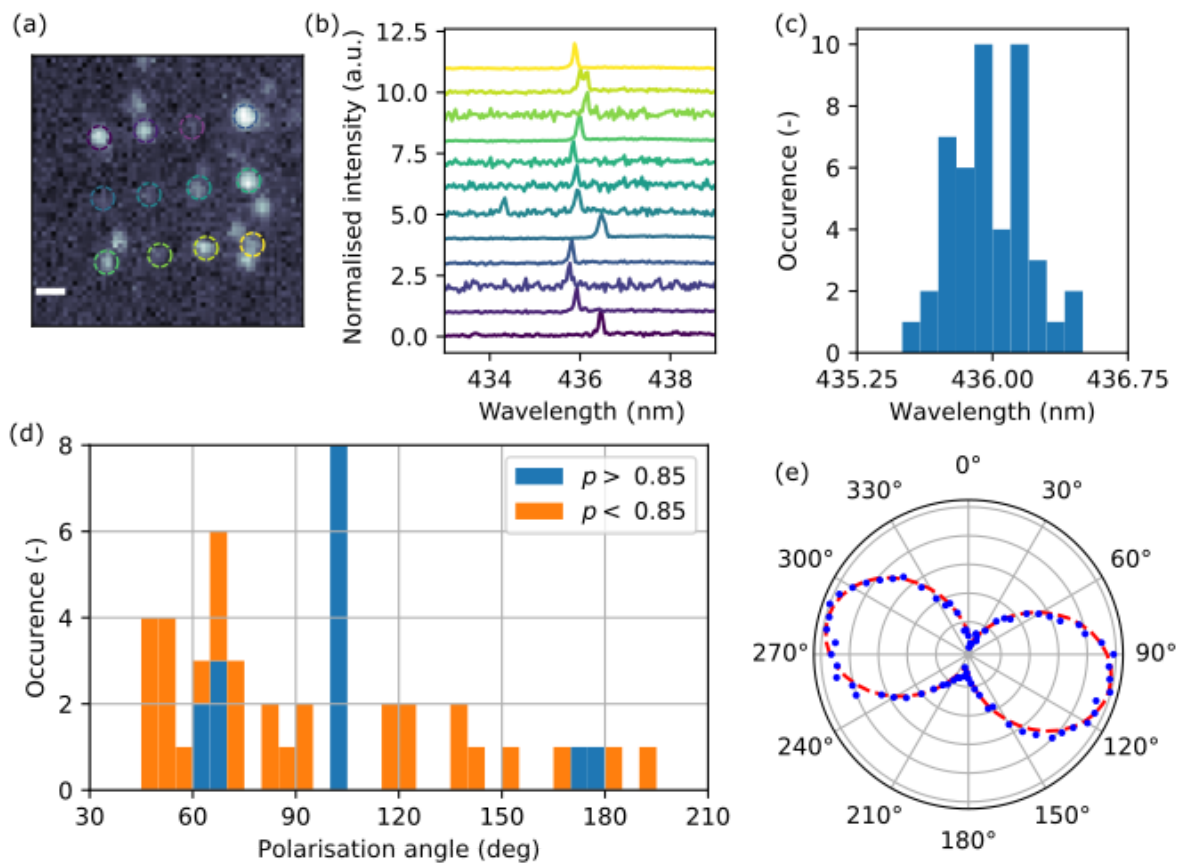 (a)
(b)
12.5
10.0
7.5
5.0
2.5
0.0
Normalised intensity (a.u.)
434 436 438
Wavelength (nm)
(c)
10
8
6
4
2
0
Occurence (-)
435.25 436.00 436.75
Wavelength (nm)
(d)
8
6
4
2
0
Occurence (-)
p > 0.85
p < 0.85
30 60 90 120 150 180 210
Polarisation angle (deg)
(e)
0°
30°
60°
90°
120°
150°
180°
210°
240°
270°
300°
330°